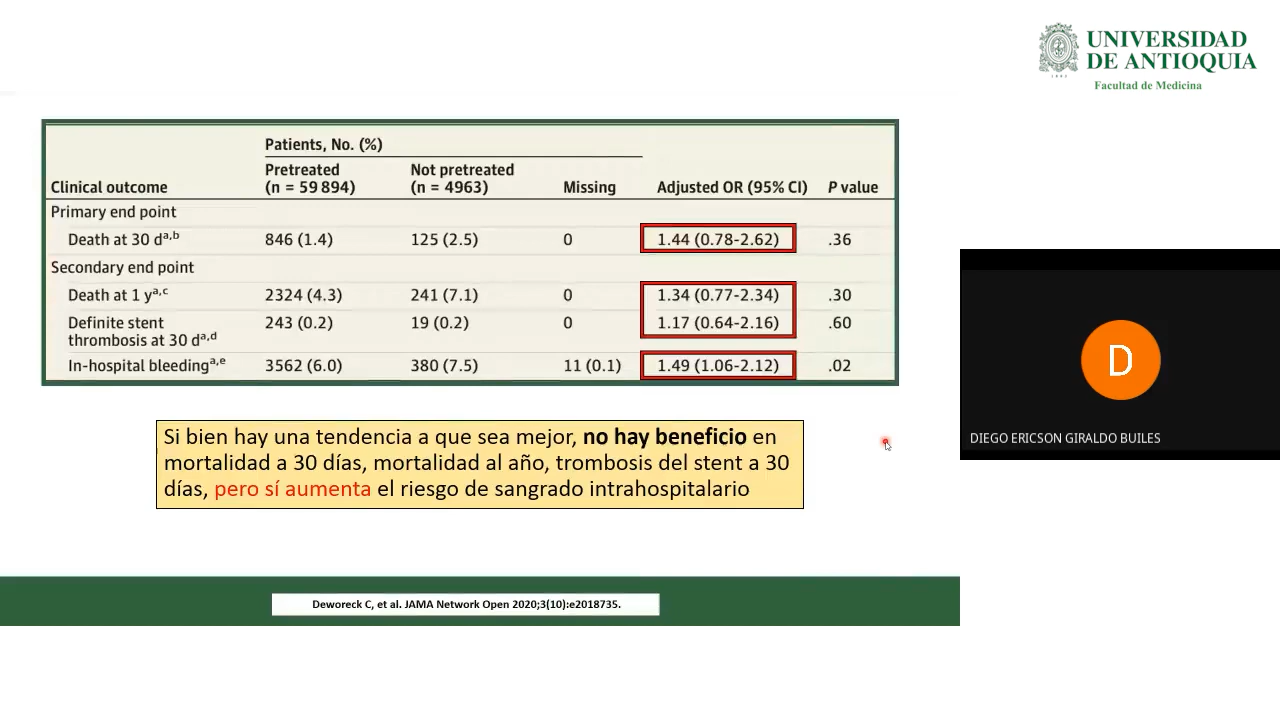 UNIVERSIDAD
DE ANTIOQUIA
1803
Facultad de Medicina
Patients, No. (%)
Clinical outcome Pretreated (n = 59 894) Not pretreated (n = 4963) Missing Adjusted OR (95% CI) P value
Primary end point
Death at 30 d^a,b 846 (1.4) 125 (2.5) 0 1.44 (0.78-2.62) .36
Secondary end point
Death at 1 y^a,c 2324 (4.3) 241 (7.1) 0 1.34 (0.77-2.34) .30
Definite stent thrombosis at 30 d^a,d 243 (0.2) 19 (0.2) 0 1.17 (0.64-2.16) .60
In-hospital bleeding^a,e 3562 (6.0) 380 (7.5) 11 (0.1) 1.49 (1.06-2.12) .02
Si bien hay una tendencia a que sea mejor, no hay beneficio en
mortalidad a 30 días, mortalidad al año, trombosis del stent a 30
días, pero sí aumenta el riesgo de sangrado intrahospitalario
D
DIEGO ERICSON GIRALDO BUILES
Deworeck C, et al. JAMA Network Open 2020;3(10):e2018735.